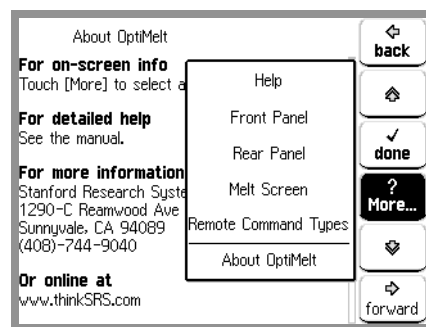 About OptiMelt
For on-screen info
Touch [More] to select a
For detailed help
See the manual.
For more information
Stanford Research Syste
1290-C Reamwood Ave
Sunnyvale, CA 94089
(408)-744-9040
Or online at
www.thinkSRS.com
Help
Front Panel
Rear Panel
Melt Screen
Remote Command Types
About OptiMelt
back
done
?
More...
forward